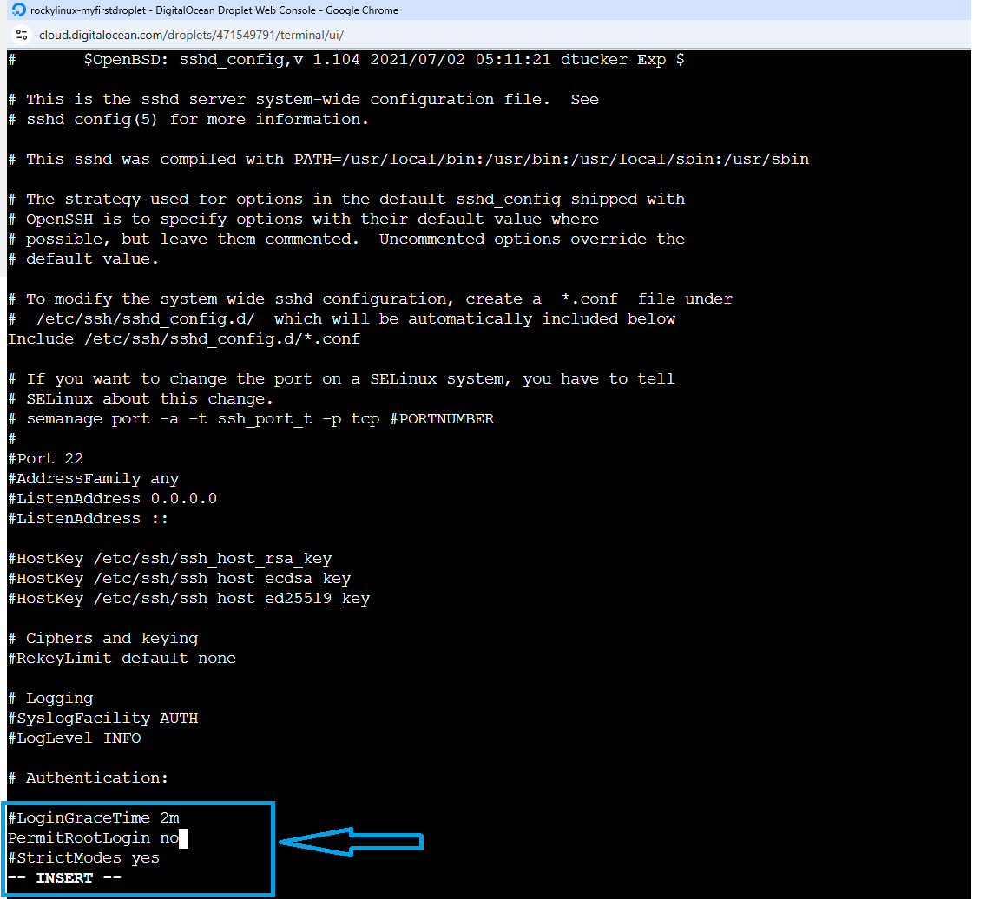 rockylinux-myfirstdroplet - DigitalOcean Droplet Web Console - Google Chrome
cloud.digitalocean.com/droplets/471549791/terminal/ui/
#       $OpenBSD: sshd_config,v 1.104 2021/07/02 05:11:21 dtucker Exp $
# This is the sshd server system-wide configuration file.  See
# sshd_config(5) for more information.
# This sshd was compiled with PATH=/usr/local/bin:/usr/bin:/usr/local/sbin:/usr/sbin
# The strategy used for options in the default sshd_config shipped with
# OpenSSH is to specify options with their default value where
# possible, but leave them commented.  Uncommented options override the
# default value.
# To modify the system-wide sshd configuration, create a  *.conf  file under
#  /etc/ssh/sshd_config.d/  which will be automatically included below
Include /etc/ssh/sshd_config.d/*.conf
# If you want to change the port on a SELinux system, you have to tell
# SELinux about this change.
# semanage port -a -t ssh_port_t -p tcp #PORTNUMBER
#
#Port 22
#AddressFamily any
#ListenAddress 0.0.0.0
#ListenAddress ::
#HostKey /etc/ssh/ssh_host_rsa_key
#HostKey /etc/ssh/ssh_host_ecdsa_key
#HostKey /etc/ssh/ssh_host_ed25519_key
# Ciphers and keying
#RekeyLimit default none
# Logging
#SyslogFacility AUTH
#LogLevel INFO
# Authentication:
#LoginGraceTime 2m
PermitRootLogin no
#StrictModes yes
-- INSERT --